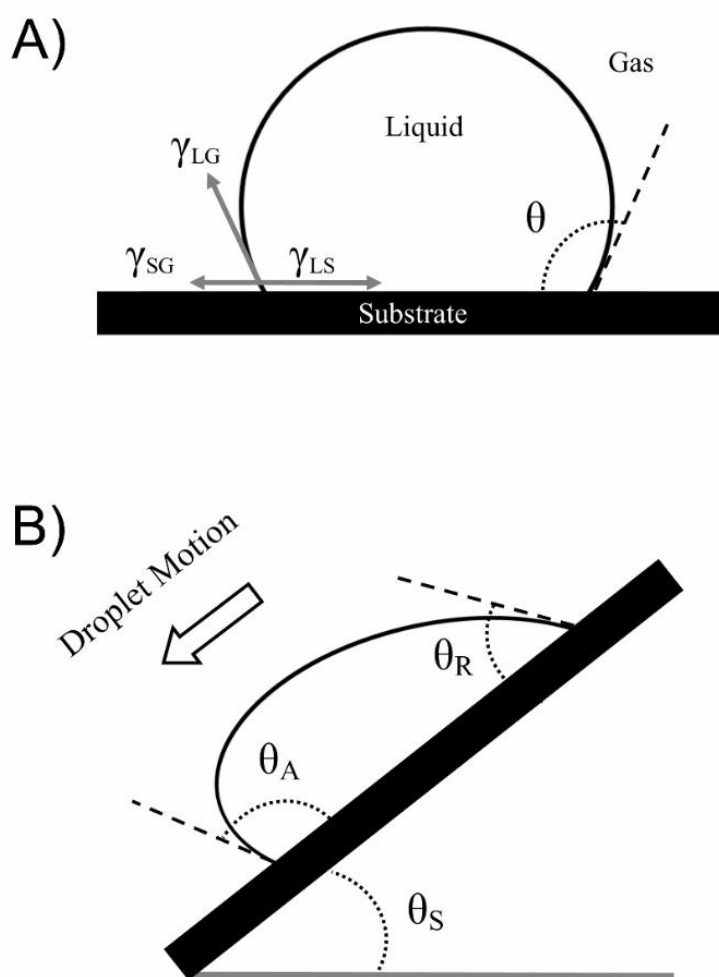 A)
Gas
Liquid
γLG
θ
γSG
γLS
Substrate
B)
Droplet Motion
θR
θA
θS